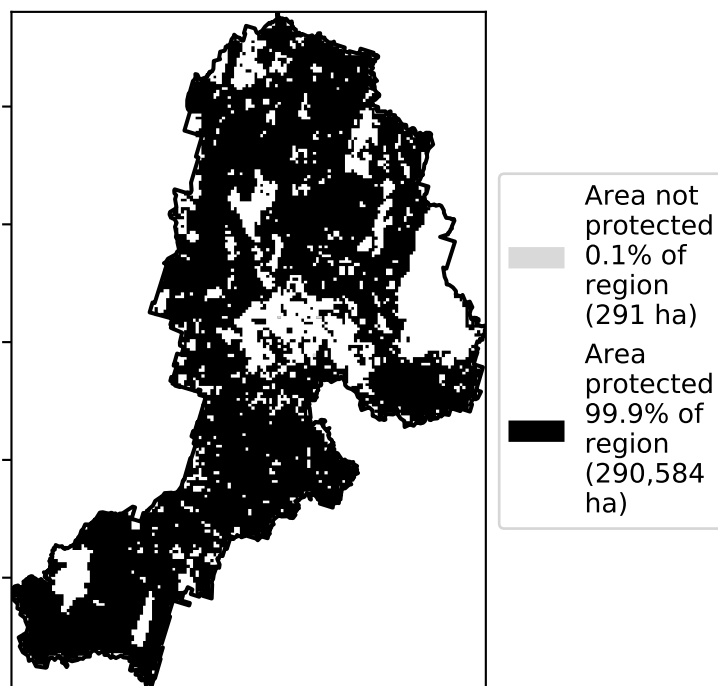 Area not
protected
0.1% of
region
(291 ha)
Area
protected
99.9% of
region
(290,584
ha)